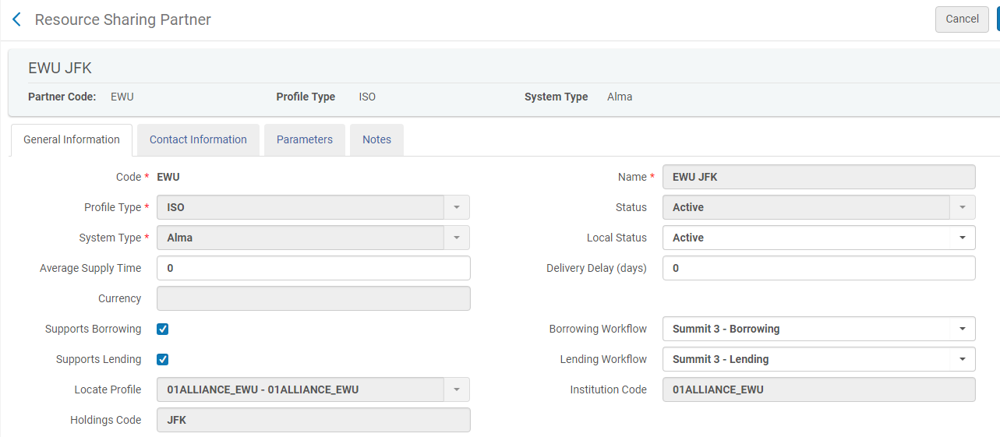 Resource Sharing Partner
Cancel
EWU JFK
Partner Code: EWU Profile Type ISO System Type Alma
General Information Contact Information Parameters Notes
Code * EWU Name * EWU JFK
Profile Type * ISO Status Active
System Type * Alma Local Status Active
Average Supply Time 0 Delivery Delay (days) 0
Currency
Supports Borrowing Borrowing Workflow Summit 3 - Borrowing
Supports Lending Lending Workflow Summit 3 - Lending
Locate Profile 01ALLIANCE_EWU - 01ALLIANCE_EWU Institution Code 01ALLIANCE_EWU
Holdings Code JFK